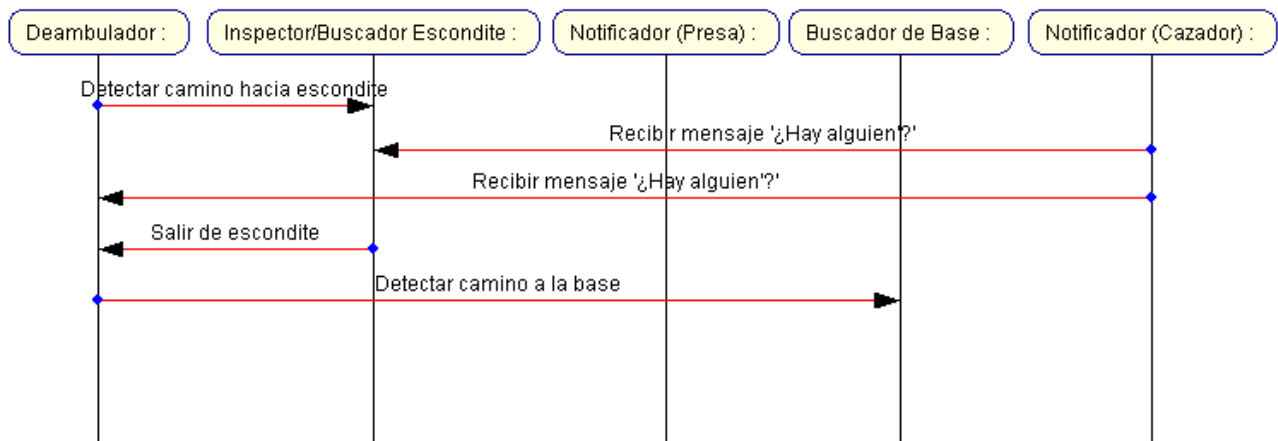 Deambulador :
Inspector/Buscador Escondite :
Notificador (Presa) :
Buscador de Base :
Notificador (Cazador) :
Detectar camino hacia escondite
Recibir mensaje '¿Hay alguien'?'
Recibir mensaje '¿Hay alguien'?'
Salir de escondite
Detectar camino a la base